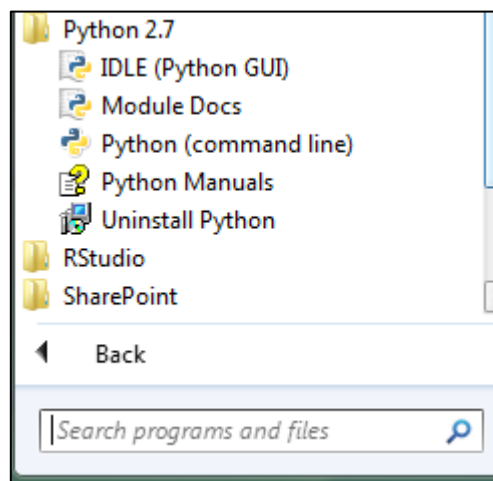 Python 2.7
IDLE (Python GUI)
Module Docs
Python (command line)
Python Manuals
Uninstall Python
RStudio
SharePoint
Back
Search programs and files